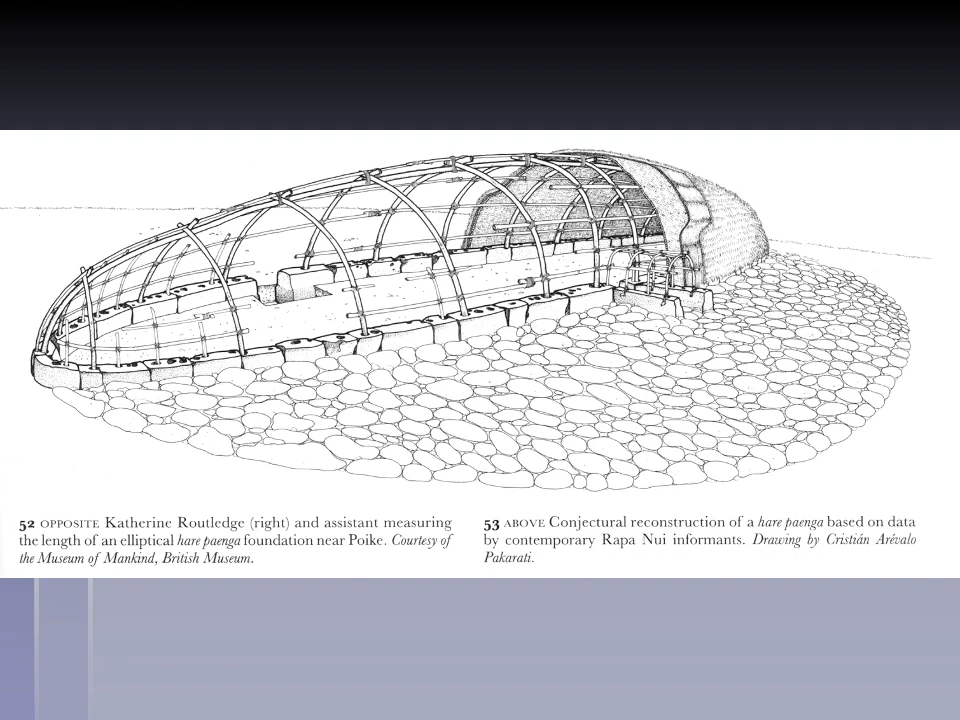 52 OPPOSITE Katherine Routledge (right) and assistant measuring
the length of an elliptical hare paenga foundation near Poike. Courtesy of
the Museum of Mankind, British Museum.
53 ABOVE Conjectural reconstruction of a hare paenga based on data
by contemporary Rapa Nui informants. Drawing by Cristián Arévalo
Pakarati.